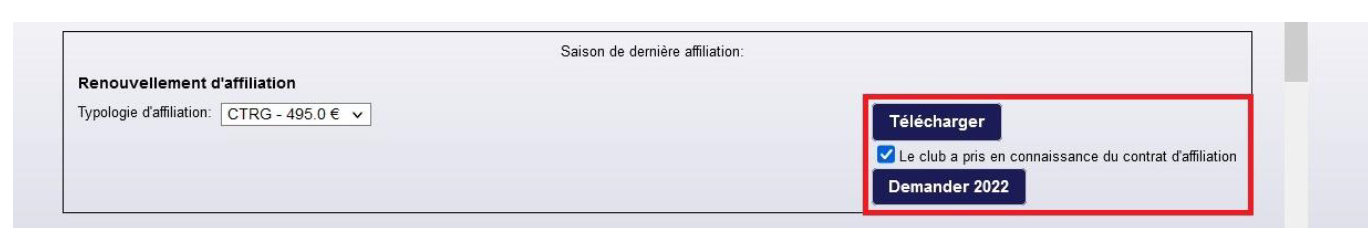 Saison de dernière affiliation:
Renouvellement d'affiliation
Typologie d'affiliation: CTRG - 495.0 €
Télécharger
Le club a pris en connaissance du contrat d'affiliation
Demander 2022